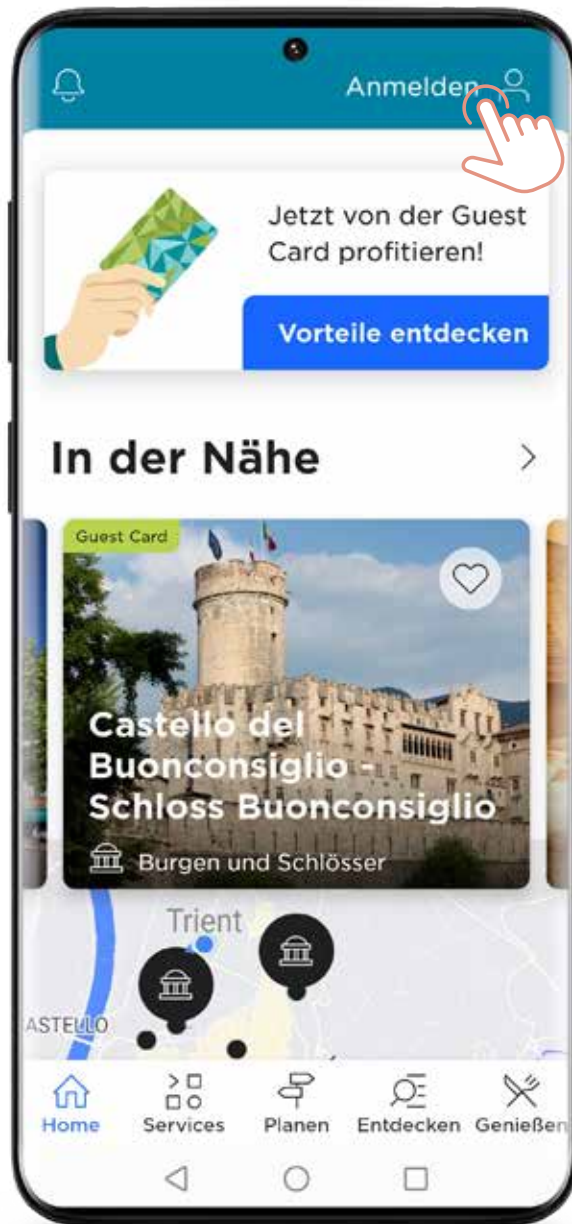 Anmelden
Jetzt von der Guest
Card profitieren!
Vorteile entdecken
In der Nähe
Guest Card
Castello del
Buonconsiglio -
Schloss Buonconsiglio
Burgen und Schlösser
Trient
ASTELLO
Home Services Planen Entdecken Genießen